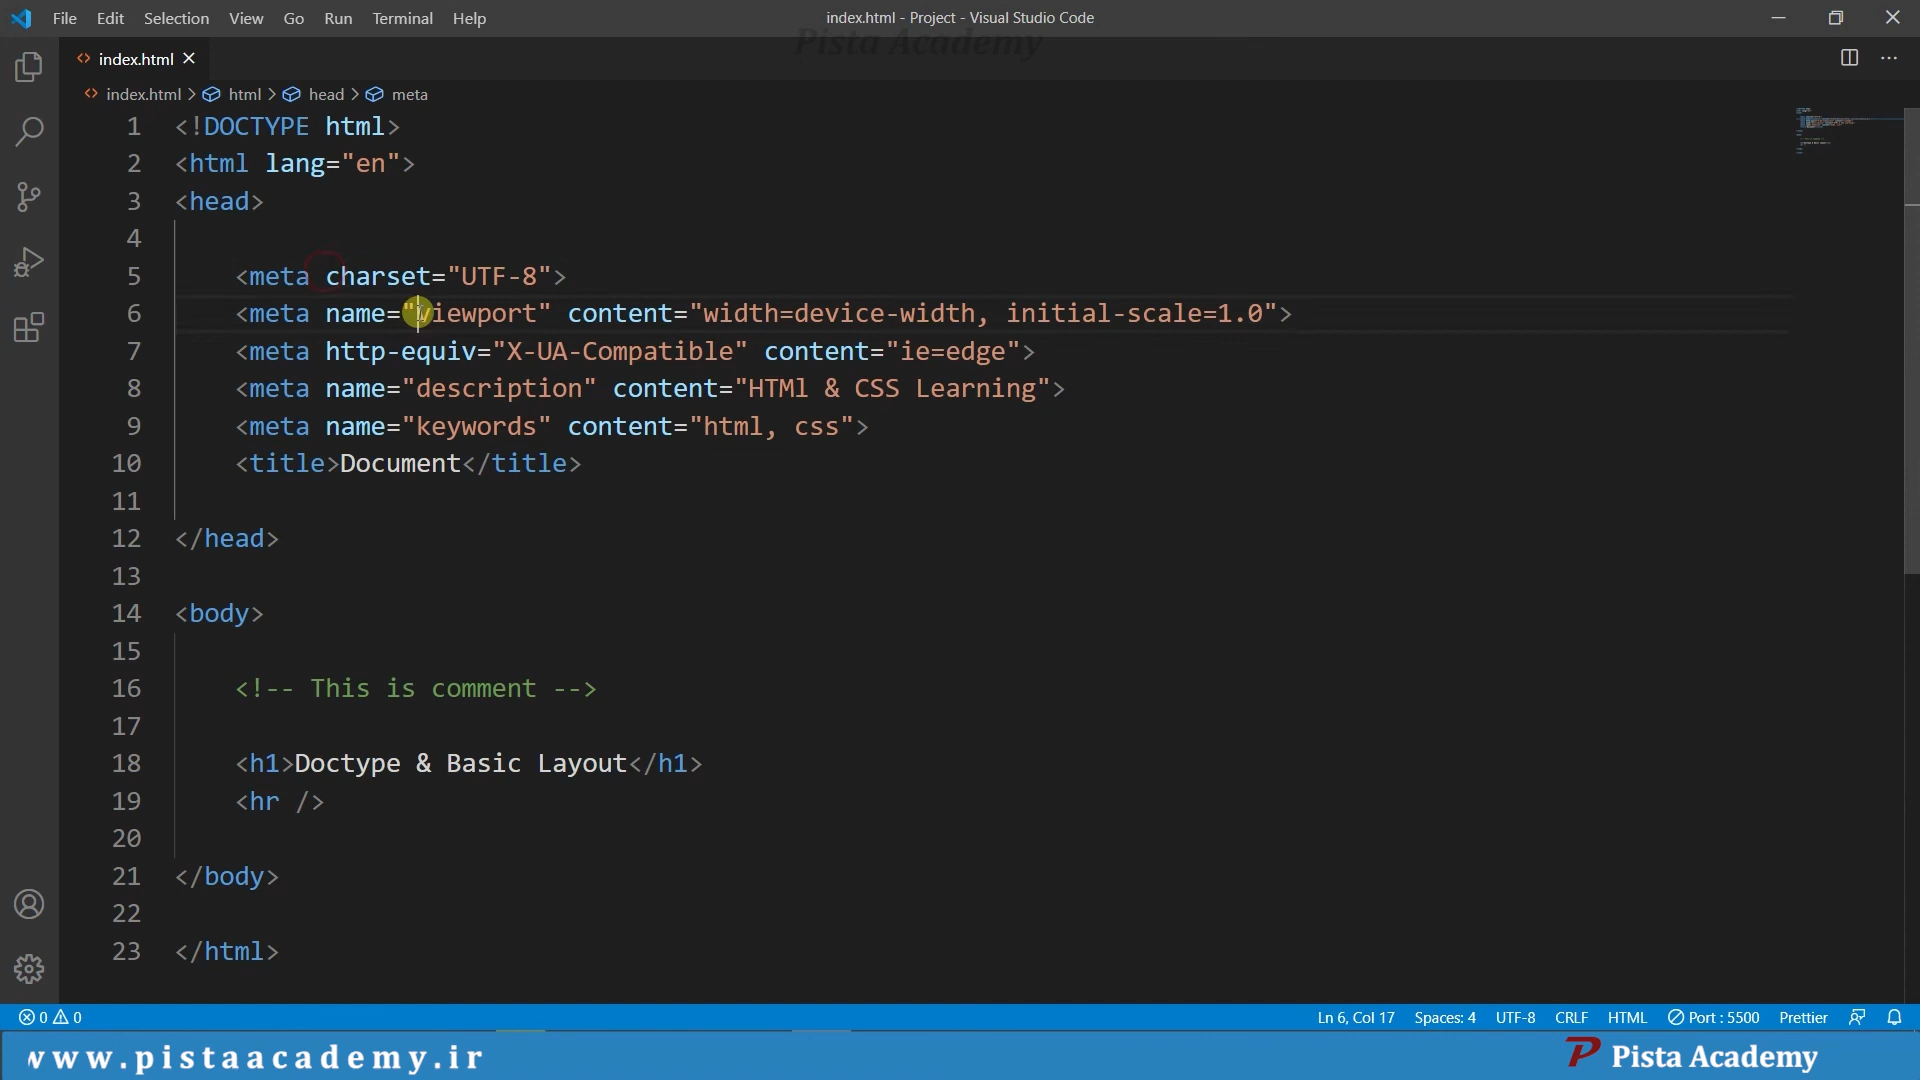 File Edit Selection View Go Run Terminal Help
index.html - Project - Visual Studio Code
Pista Academy
index.html
index.html > html > head > meta
1 <!DOCTYPE html>
2 <html lang="en">
3 <head>
4
5 <meta charset="UTF-8">
6 <meta name="viewport" content="width=device-width, initial-scale=1.0">
7 <meta http-equiv="X-UA-Compatible" content="ie=edge">
8 <meta name="description" content="HTMl & CSS Learning">
9 <meta name="keywords" content="html, css">
10 <title>Document</title>
11
12 </head>
13
14 <body>
15
16 <!-- This is comment -->
17
18 <h1>Doctype & Basic Layout</h1>
19 <hr />
20
21 </body>
22
23 </html>
0 0 Ln 6, Col 17 Spaces: 4 UTF-8 CRLF HTML Port : 5500 Prettier
www.pistaacademy.ir
Pista Academy